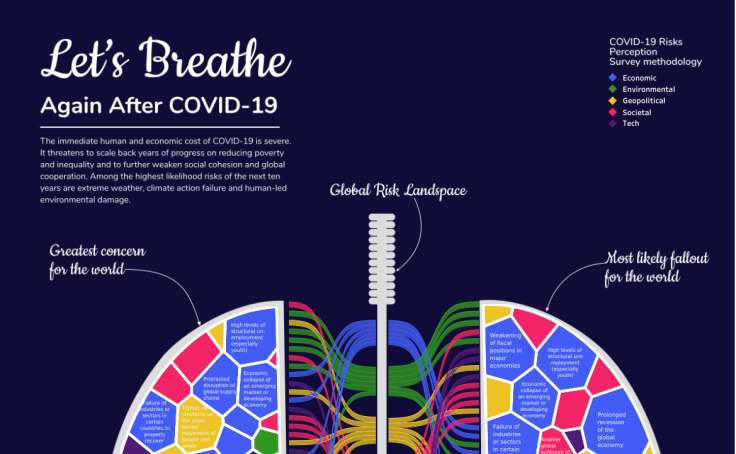 Let's Breathe
Again After COVID-19
The immediate human and economic cost of COVID-19 is severe.
It threatens to scale back years of progress on reducing poverty
and inequality and to further weaken social cohesion and global
cooperation. Among the highest likelihood risks of the next ten
years are extreme weather, climate action failure and human-led
environmental damage.
COVID-19 Risks
Perception
Survey methodology
Economic
Environmental
Geopolitical
Societal
Tech
Global Risk Landspace
Greatest concern
for the world
Most likely fallout
for the world
High levels of
structural un-
employment
(especially
youth)
Protracted
disruption of
global supply
chains
Economic
collapse of
an emerging
market or
developing
economy
Failure of
industries or
sectors in
certain
countries to
properly
recover
Tighter re-
strictions on
the cross-
border
movement of
people and
goods
Weakening
of fiscal
positions in
major
economies
High levels of
structural une
mployment
(especially
youth)
Economic
collapse of
an emerging
market or
developing
economy
Failure of
industries
or sectors
in certain
Another
global
outbreak of
Prolonged
recession
of the
global
economy